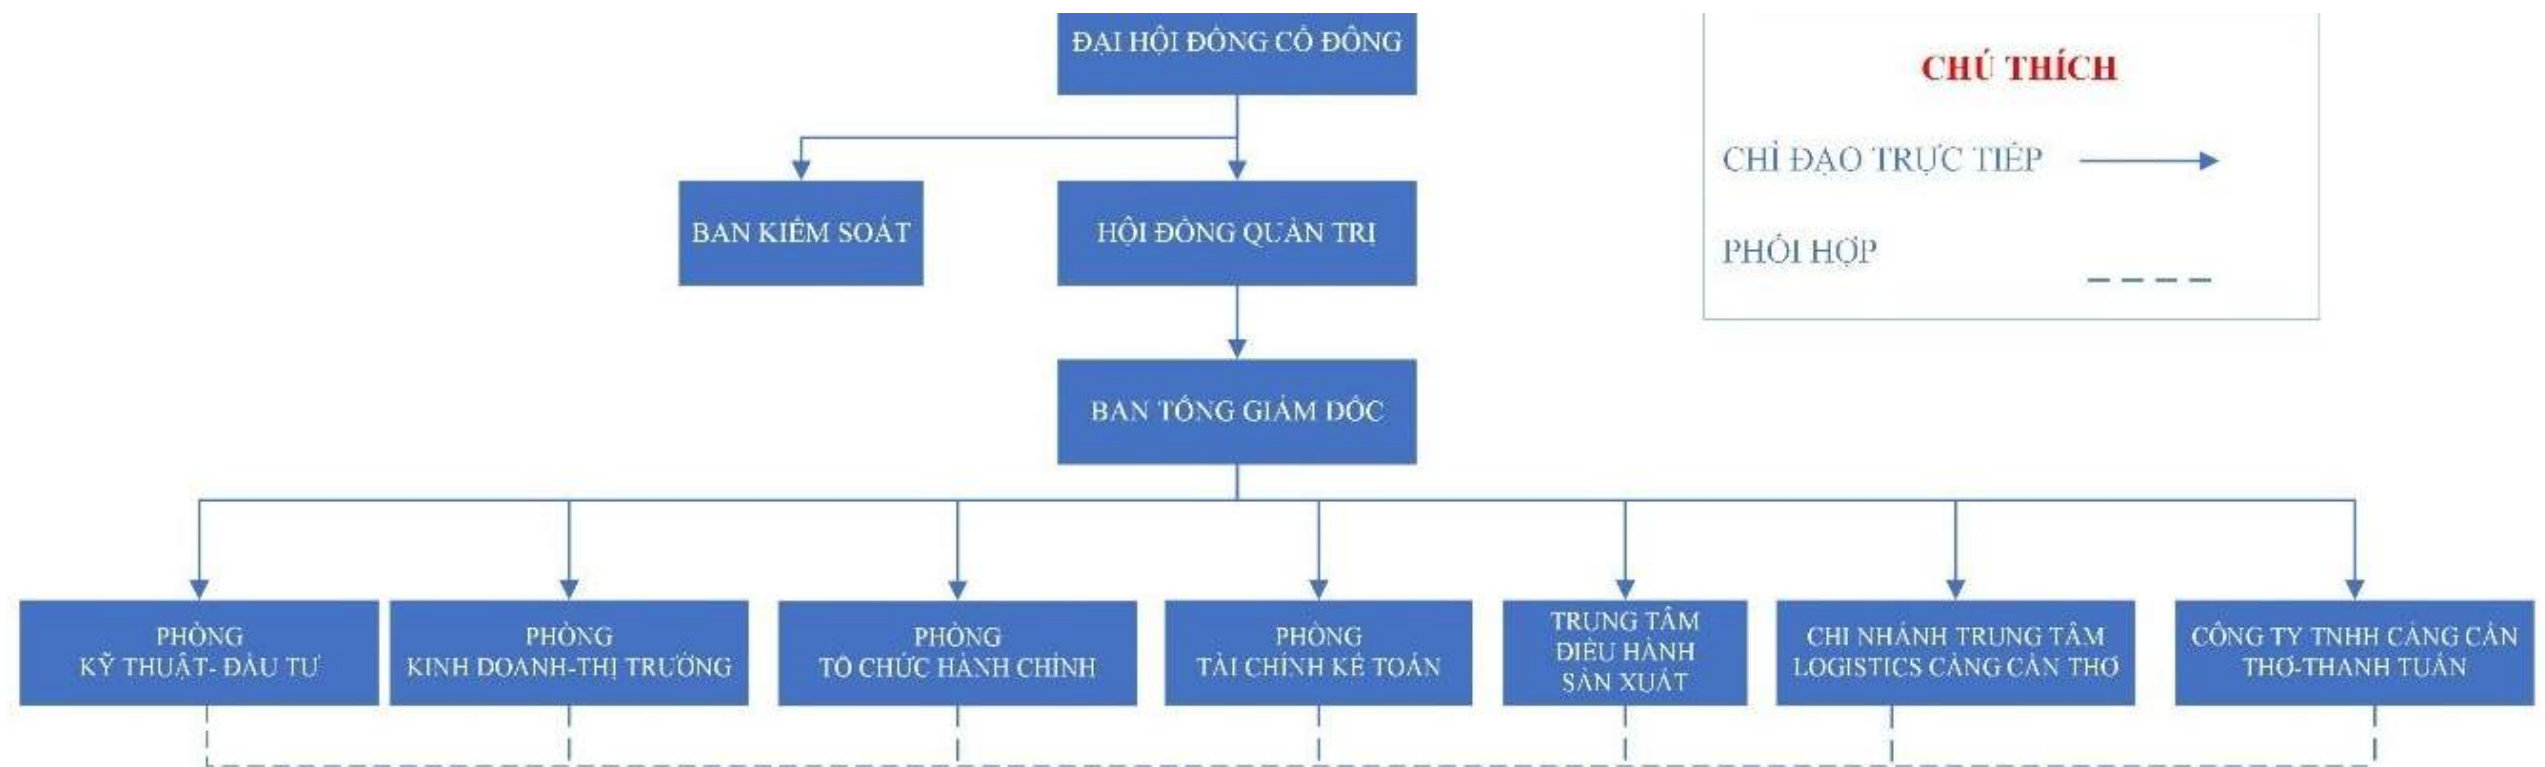 ĐẠI HỘI ĐỒNG CỔ ĐÔNG
CHÚ THÍCH
CHỈ ĐẠO TRỰC TIẾP
PHỐI HỢP
BAN KIỂM SOÁT
HỘI ĐỒNG QUẢN TRỊ
BAN TỔNG GIÁM ĐỐC
PHÒNG
KỸ THUẬT- ĐẦU TƯ
PHÒNG
KINH DOANH-THỊ TRƯỜNG
PHÒNG
TỔ CHỨC HÀNH CHÍNH
PHÒNG
TÀI CHÍNH KẾ TOÁN
TRUNG TÂM
ĐIỀU HÀNH
SẢN XUẤT
CHI NHÁNH TRUNG TÂM
LOGISTICS CẢNG CẦN THƠ
CÔNG TY TNHH CẢNG CẦN
THƠ-THANH TUẤN